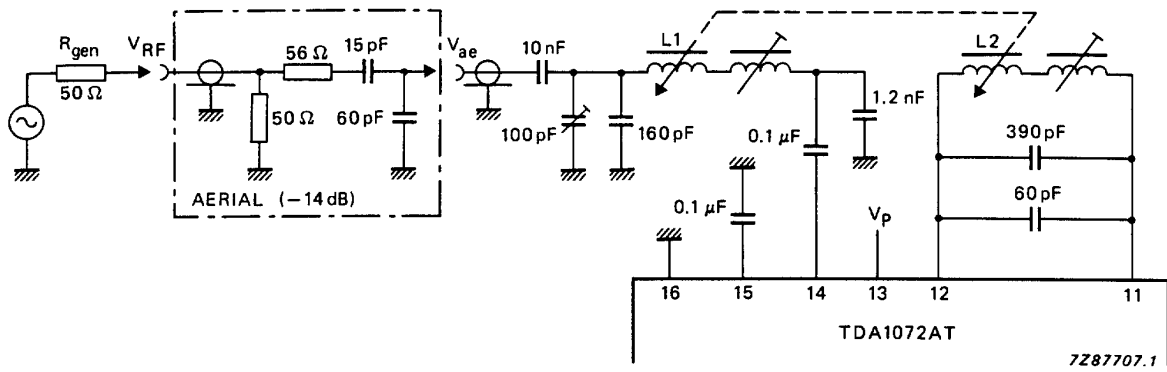 R_gen
50 Ω
V_RF
56 Ω
15 pF
50 Ω
60 pF
AERIAL (−14 dB)
V_ae
10 nF
100 pF
160 pF
L1
0.1 μF
0.1 μF
1.2 nF
V_P
L2
390 pF
60 pF
16
15
14
13
12
11
TDA1072AT
7Z87707.1